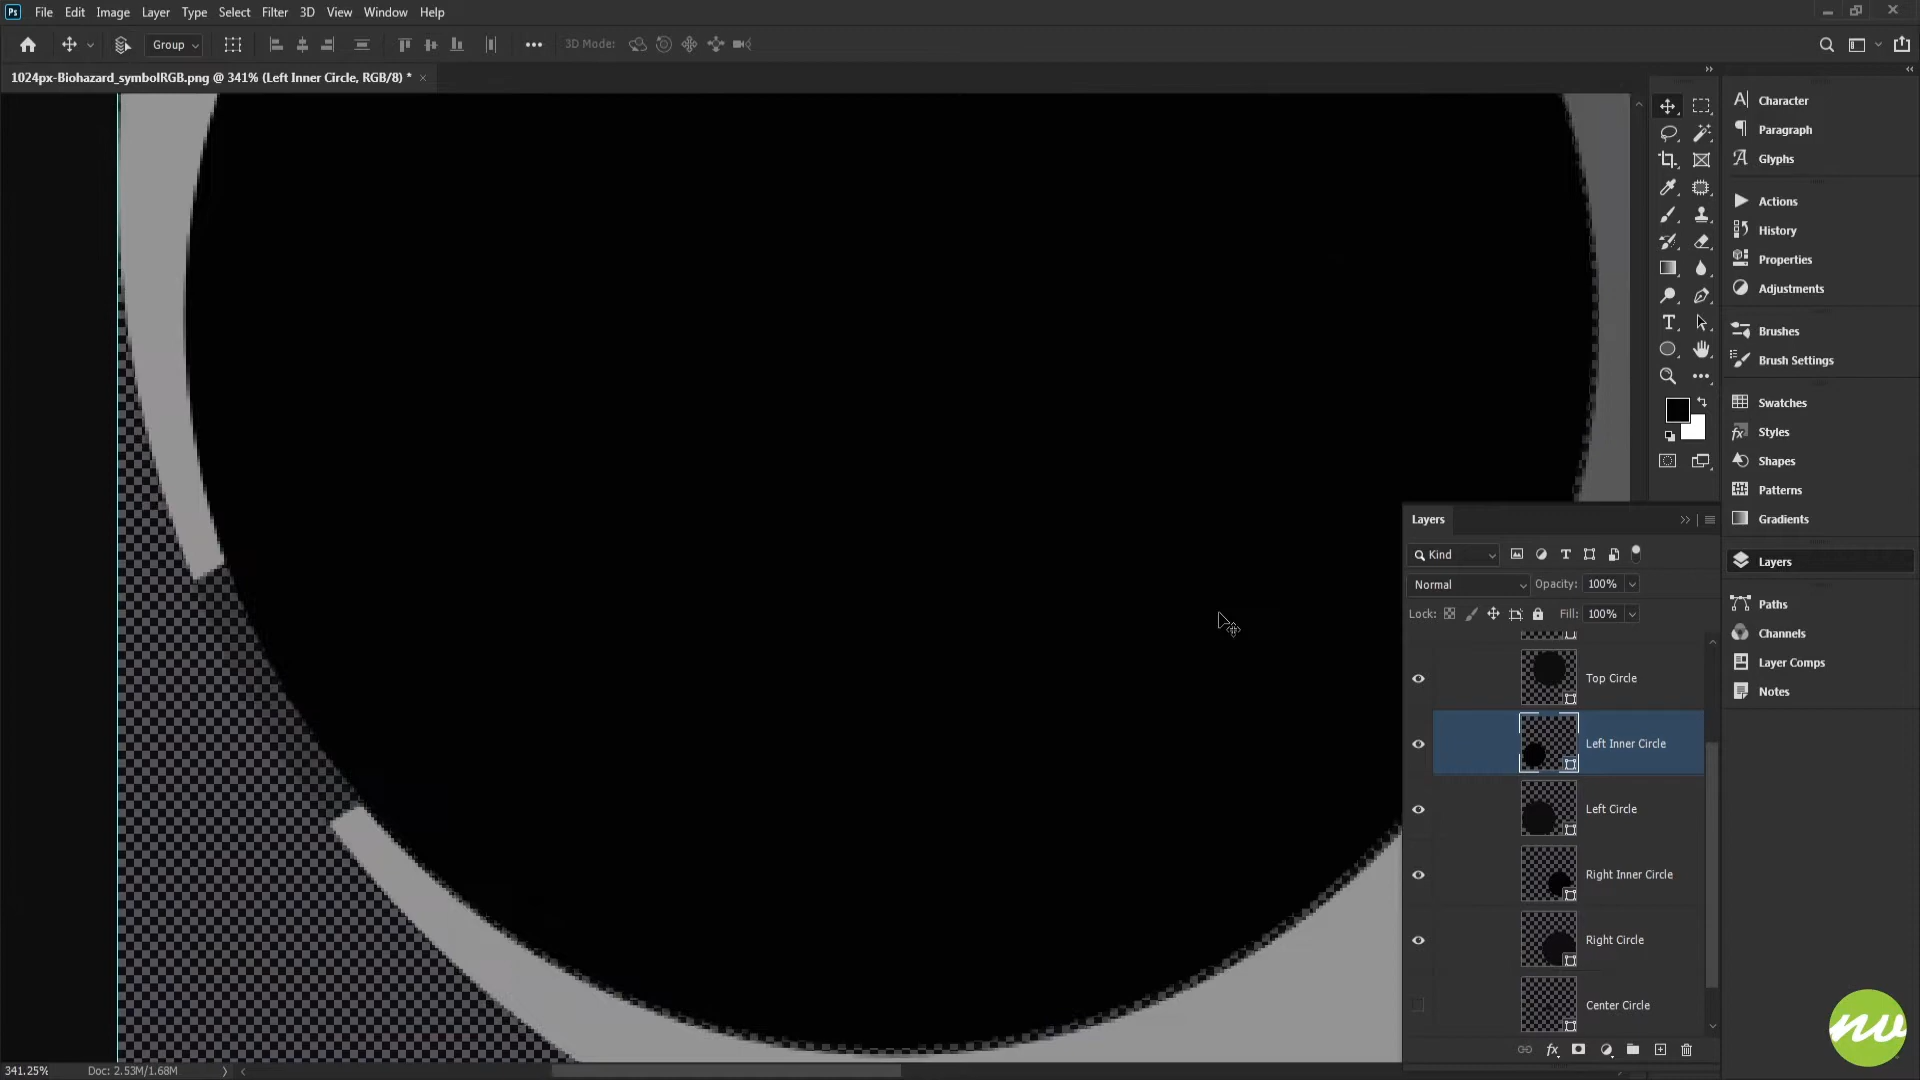 Ps File Edit Image Layer Type Select Filter 3D View Window Help
Group 3D Mode:
1024px-Biohazard_symbolRGB.png @ 341% (Left Inner Circle, RGB/8) *
Character
Paragraph
Glyphs
Actions
History
Properties
Adjustments
Brushes
Brush Settings
Swatches
Styles
Shapes
Patterns
Gradients
Layers
Paths
Channels
Layer Comps
Notes
Layers
Kind
Normal Opacity: 100%
Lock: Fill: 100%
Top Circle
Left Inner Circle
Left Circle
Right Inner Circle
Right Circle
Center Circle
fx
341.25% Doc: 2.53M/1.68M
nv